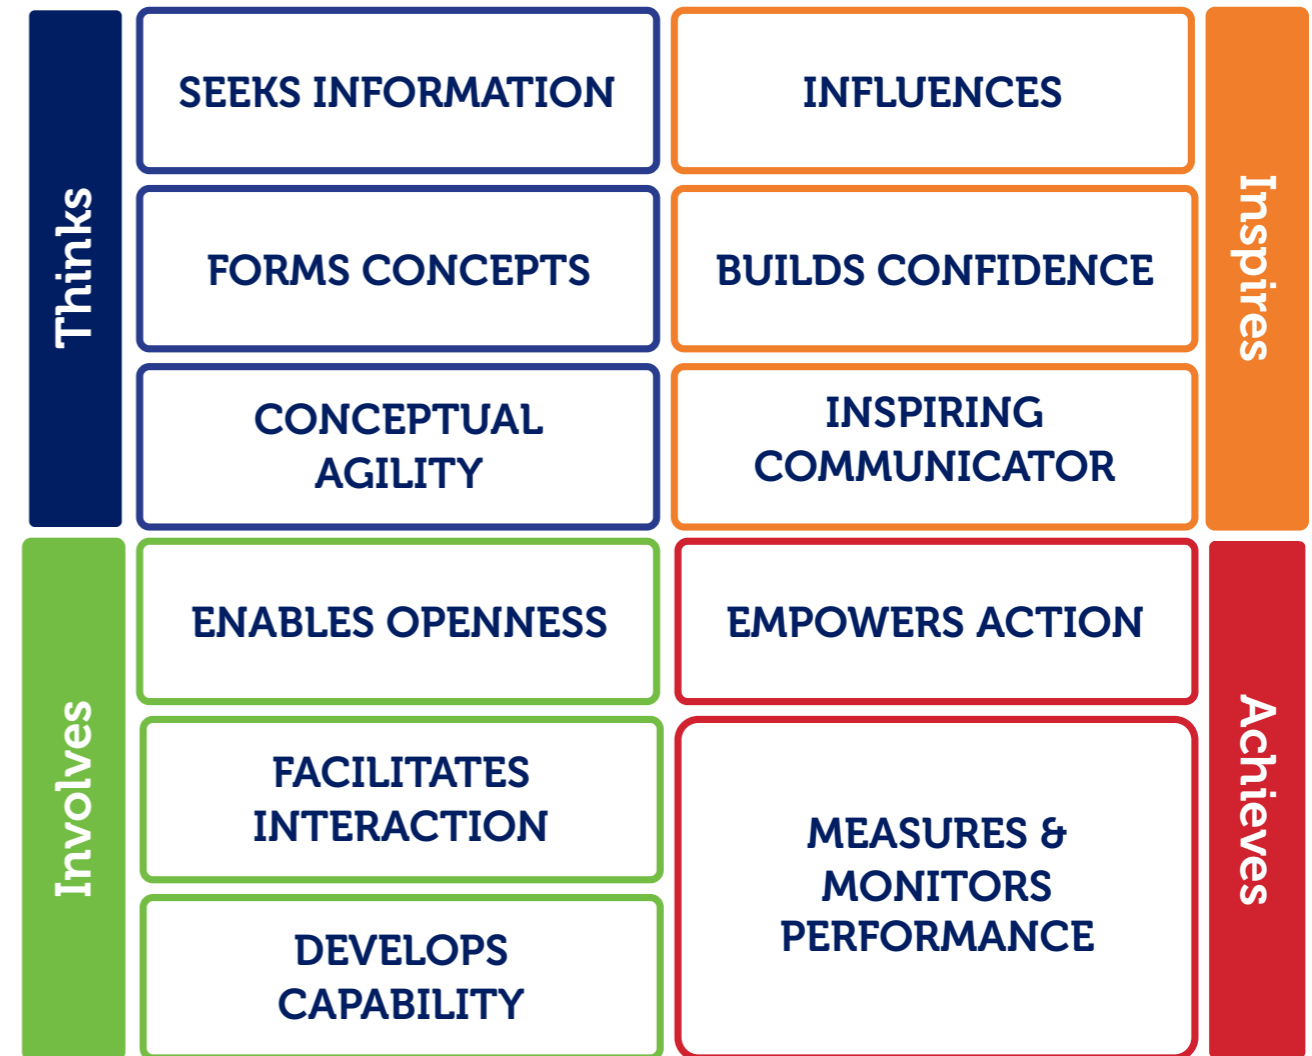 Thinks
SEEKS INFORMATION
FORMS CONCEPTS
CONCEPTUAL
AGILITY
INFLUENCES
BUILDS CONFIDENCE
INSPIRING
COMMUNICATOR
Inspires
Involves
ENABLES OPENNESS
FACILITATES
INTERACTION
DEVELOPS
CAPABILITY
EMPOWERS ACTION
MEASURES &
MONITORS
PERFORMANCE
Achieves